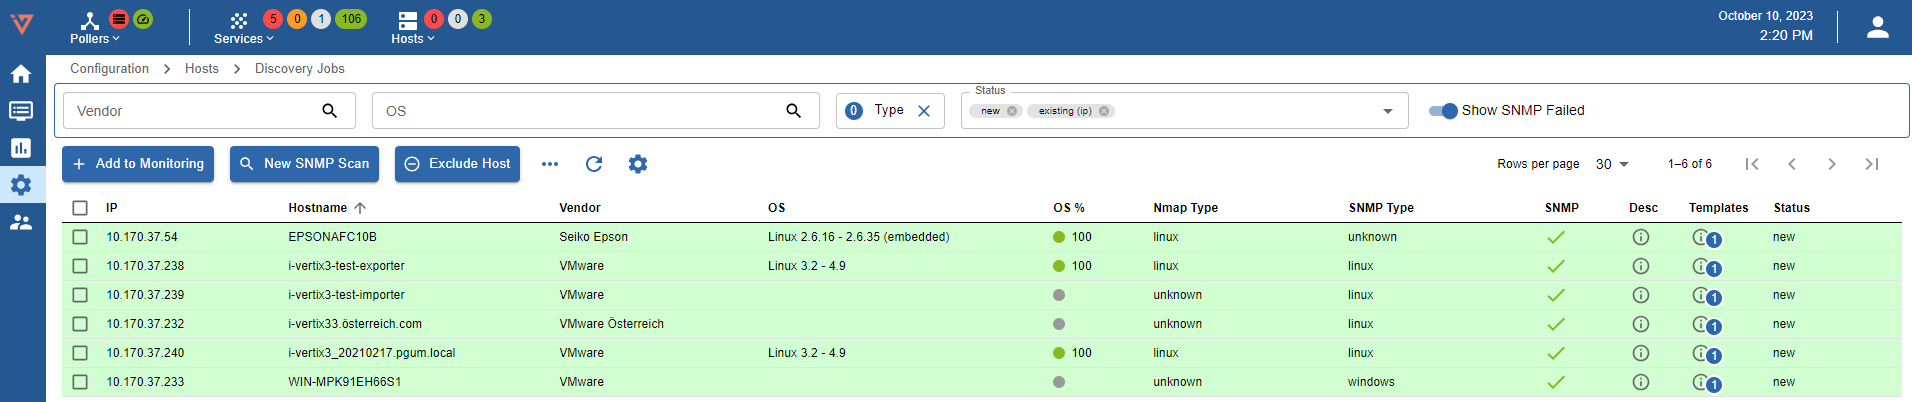 Pollers
Services 5 0 1 106
Hosts 0 0 3
October 10, 2023
2:20 PM
Configuration > Hosts > Discovery Jobs
Vendor
OS
0 Type
Status
new
existing (ip)
Show SNMP Failed
Add to Monitoring
New SNMP Scan
Exclude Host
Rows per page 30 1–6 of 6
IP Hostname Vendor OS OS % Nmap Type SNMP Type SNMP Desc Templates Status
10.170.37.54 EPSONAFC10B Seiko Epson Linux 2.6.16 - 2.6.35 (embedded) 100 linux unknown 1 new
10.170.37.238 i-vertix3-test-exporter VMware Linux 3.2 - 4.9 100 linux linux 1 new
10.170.37.239 i-vertix3-test-importer VMware unknown linux 1 new
10.170.37.232 i-vertix33.österreich.com VMware Österreich unknown linux 1 new
10.170.37.240 i-vertix3_20210217.pgum.local VMware Linux 3.2 - 4.9 100 linux linux 1 new
10.170.37.233 WIN-MPK91EH66S1 VMware unknown windows 1 new